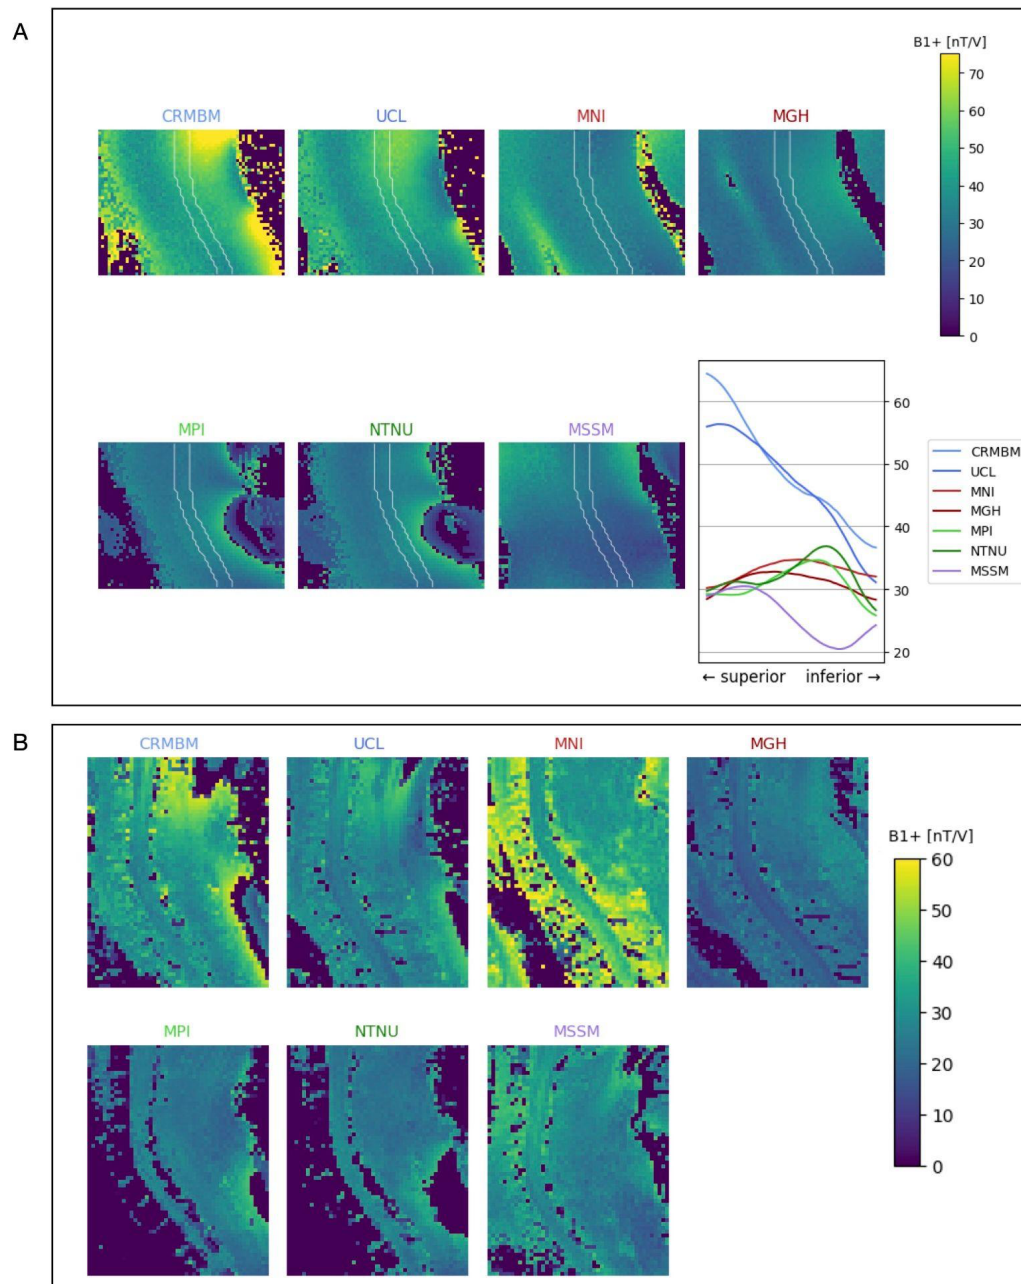 A
B1+ [nT/V]
CRMBM
UCL
MNI
MGH
70
60
50
40
30
20
10
0
MPI
NTNU
MSSM
60
50
40
30
20
← superior
inferior →
CRMBM
UCL
MNI
MGH
MPI
NTNU
MSSM
B
CRMBM
UCL
MNI
MGH
B1+ [nT/V]
60
50
40
30
20
10
0
MPI
NTNU
MSSM